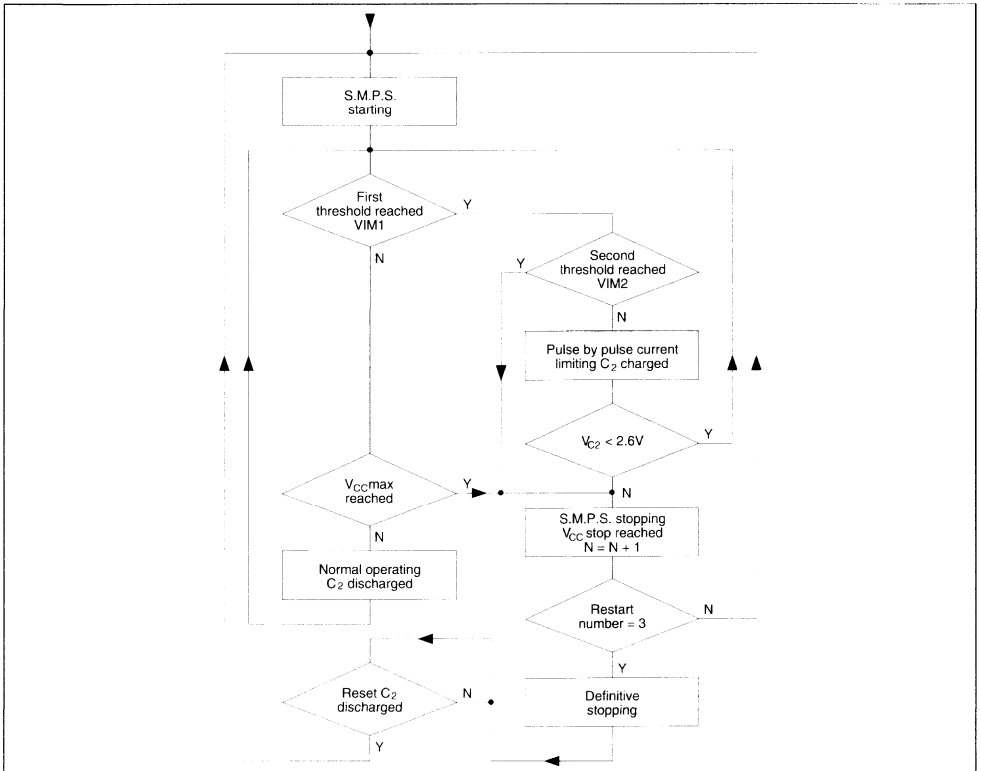 S.M.P.S.
starting
First
threshold reached
VIM1
Y
N
Second
threshold reached
VIM2
Y
N
Pulse by pulse current
limiting C2 charged
VC2 < 2.6V
Y
N
VCCmax
reached
Y
N
S.M.P.S. stopping
VCC stop reached
N = N + 1
Normal operating
C2 discharged
Restart
number = 3
N
Y
Reset C2
discharged
N
Y
Definitive
stopping